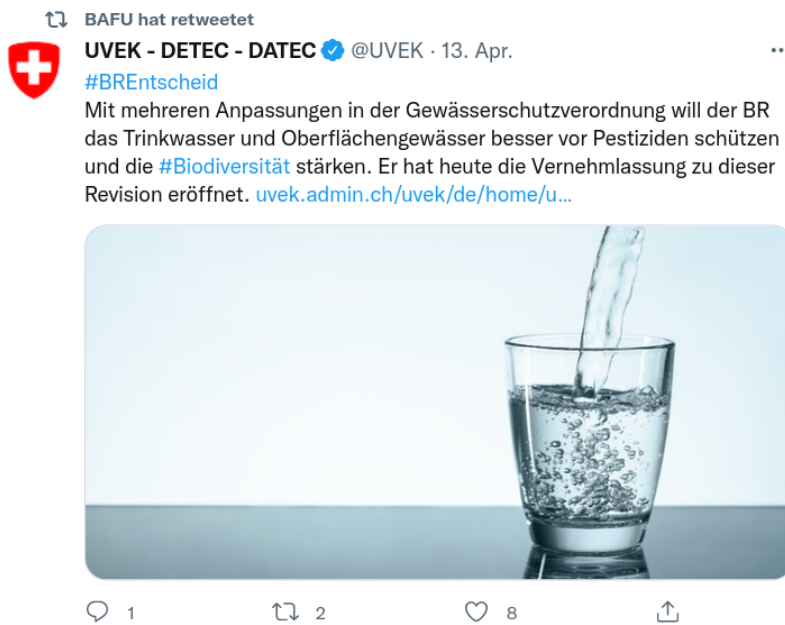 BAFU hat retweetet
UVEK - DETEC - DATEC @UVEK · 13. Apr.
#BREntscheid
Mit mehreren Anpassungen in der Gewässerschutzverordnung will der BR
das Trinkwasser und Oberflächengewässer besser vor Pestiziden schützen
und die #Biodiversität stärken. Er hat heute die Vernehmlassung zu dieser
Revision eröffnet. uvek.admin.ch/uvek/de/home/u...
1 2 8